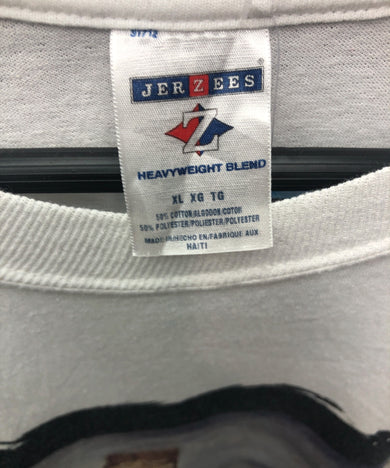 JERZEES
®
Z
HEAVYWEIGHT BLEND
XL XG TG
50% COTTON/ALGODON/COTON
50% POLYESTER/POLIESTER/POLYESTER
MADE IN/HECHO EN/FABRIQUE AUX
HAITI